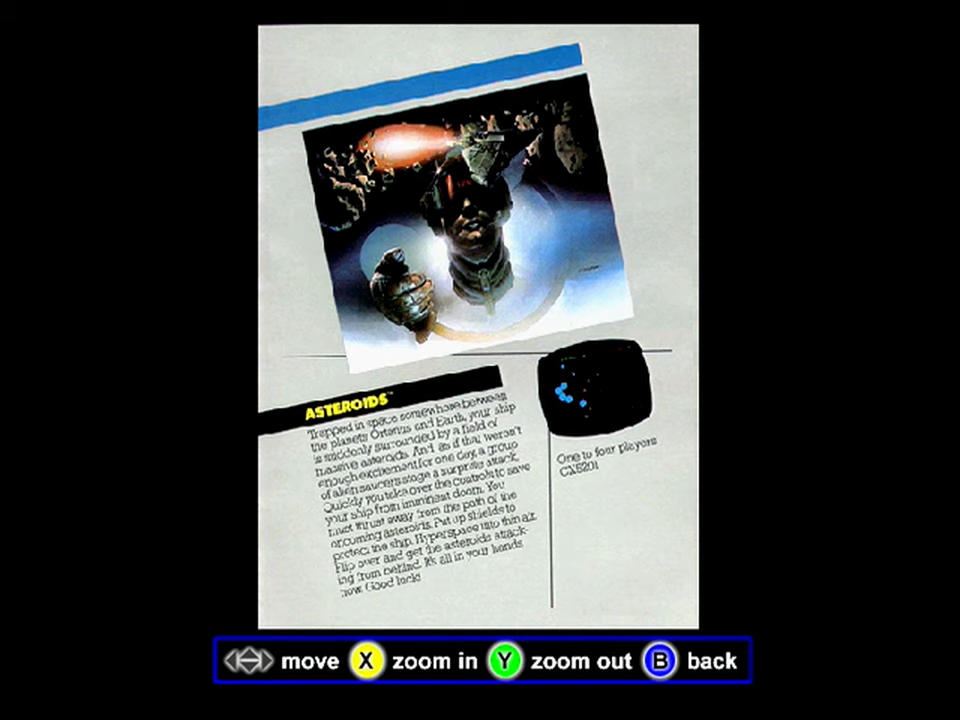 ASTEROIDS™
Trapped in space somewhere between
the planets Ortanus and Earth, your ship
is suddenly surrounded by a field of
massive asteroids. And as if that weren't
enough excitement for one day, a group
of alien saucers stage a surprise attack.
Quickly you take over the controls to save
your ship from imminent doom. You
must thrust away from the path of the
oncoming asteroids. Put up shields to
protect the ship. Hyperspace into thin air.
Flip over and get the asteroids attack-
ing from behind. It's all in your hands
now. Good luck!
One to four players
CX5201
move X zoom in Y zoom out B back